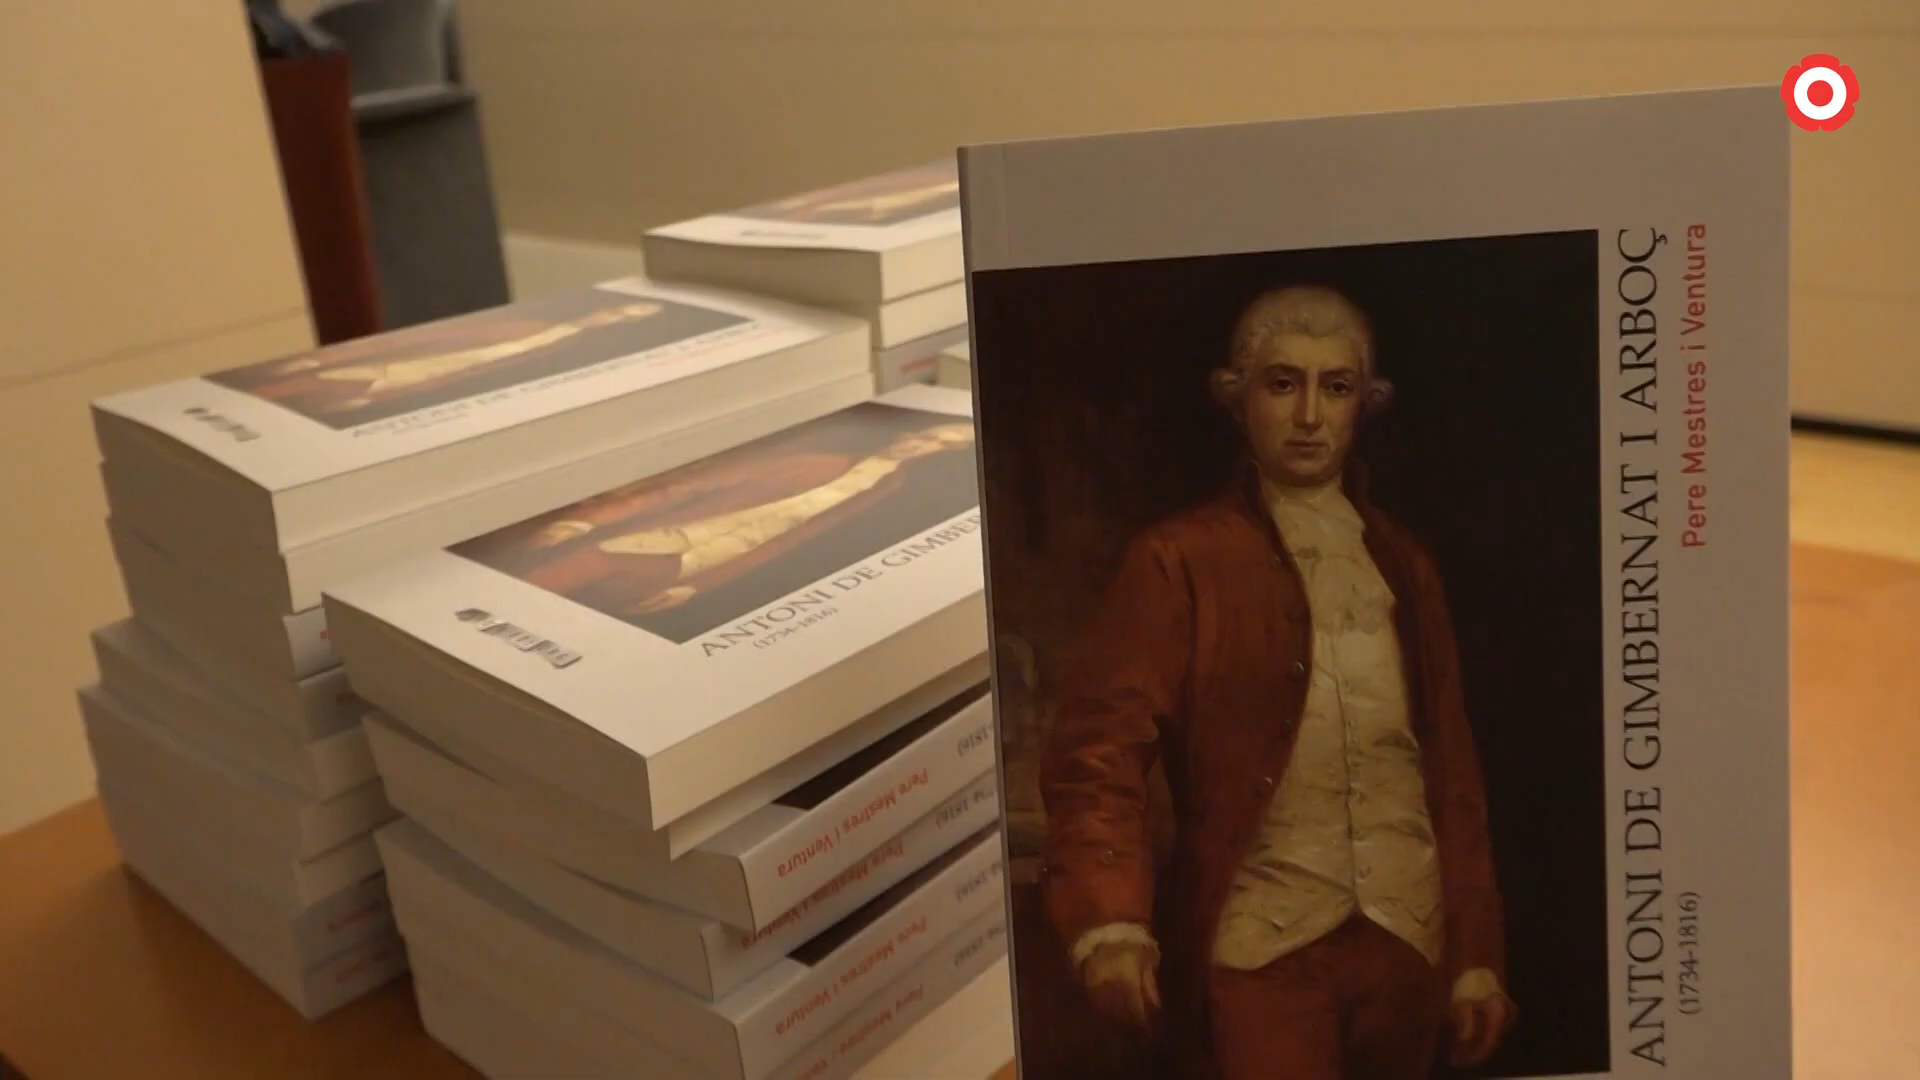 ANTONI DE GIMBERNAT I ARBOÇ
(1734-1816)
Pere Mestres i Ventura
ANTONI DE GIMBER
(1734-1816)
Pere Mestres i Ventura
Pere Mestres i Ventura
Pere Mestres i Ventura